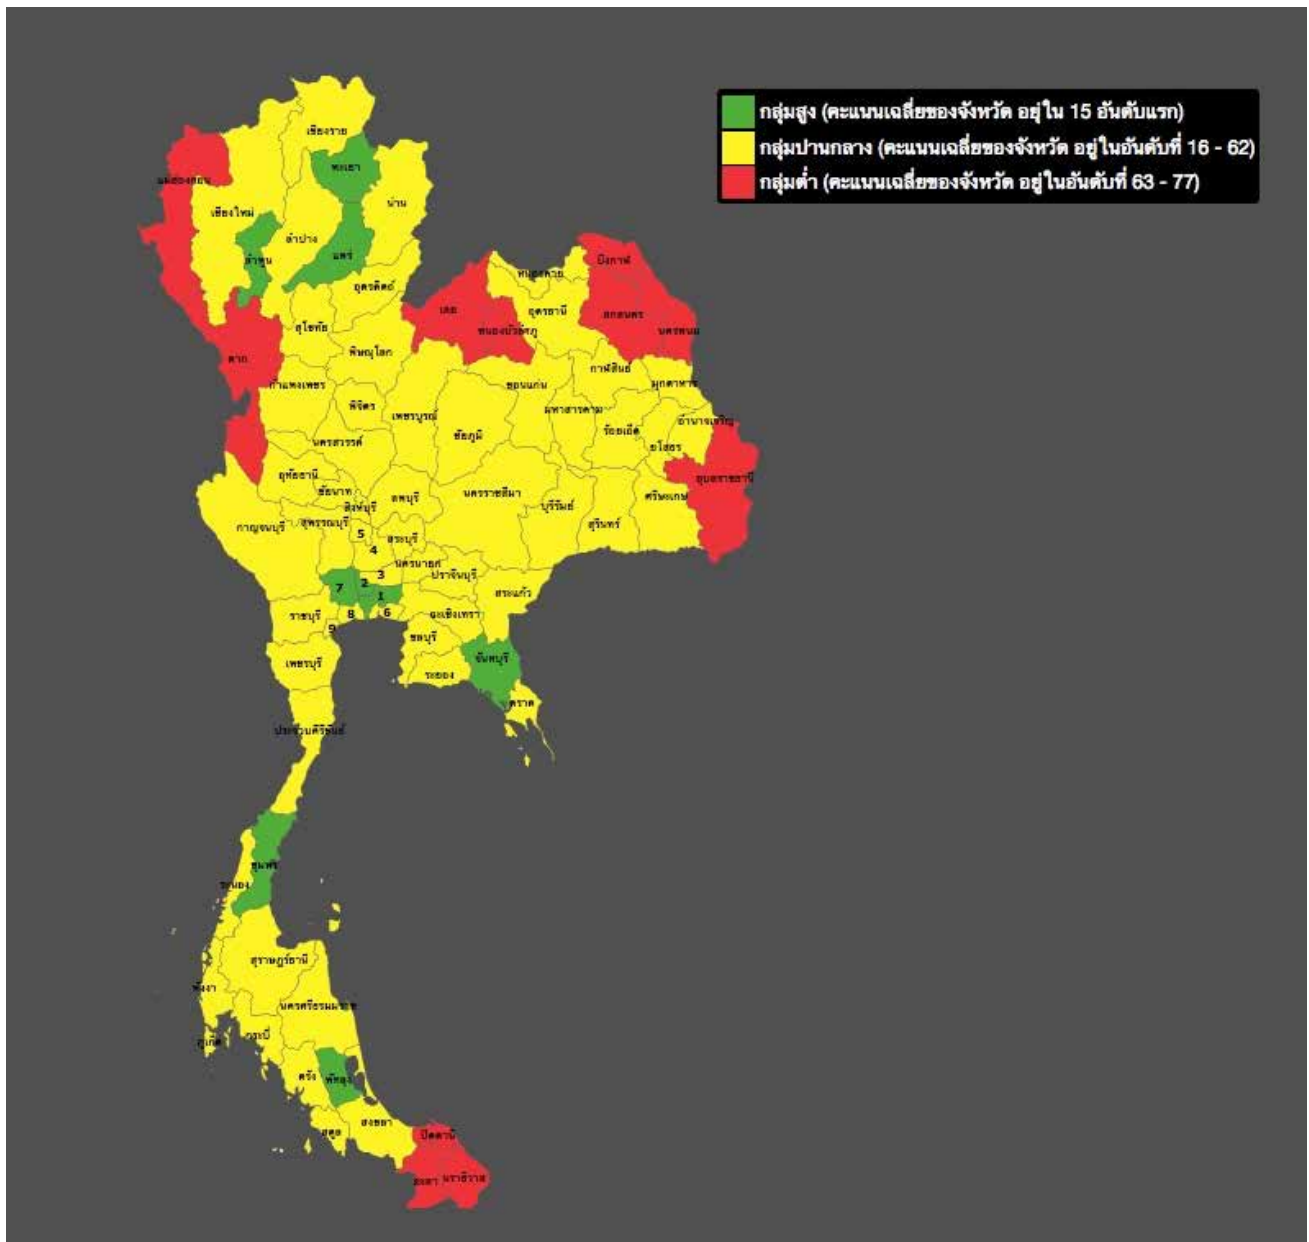 กลุ่มสูง (คะแนนเฉลี่ยของจังหวัด อยู่ใน 15 อันดับแรก)
กลุ่มปานกลาง (คะแนนเฉลี่ยของจังหวัด อยู่ในอันดับที่ 16 - 62)
กลุ่มต่ำ (คะแนนเฉลี่ยของจังหวัด อยู่ในอันดับที่ 63 - 77)
เชียงราย
พะเยา
แม่ฮ่องสอน
น่าน
เชียงใหม่
ลำปาง
แพร่
ลำพูน
บึงกาฬ
หนองคาย
อุตรดิตถ์
เลย
อุดรธานี
สกลนคร
นครพนม
สุโขทัย
หนองบัวลำภู
ตาก
พิษณุโลก
กาฬสินธุ์
กำแพงเพชร
ขอนแก่น
มุกดาหาร
พิจิตร
เพชรบูรณ์
มหาสารคาม
อำนาจเจริญ
นครสวรรค์
ชัยภูมิ
ร้อยเอ็ด
ยโสธร
อุทัยธานี
อุบลราชธานี
ชัยนาท
ลพบุรี
นครราชสีมา
ศรีสะเกษ
สิงห์บุรี
บุรีรัมย์
กาญจนบุรี
สุพรรณบุรี
สุรินทร์
5
สระบุรี
4
นครนายก
3
ปราจีนบุรี
7
2
1
สระแก้ว
ราชบุรี
8
6
ฉะเชิงเทรา
9
ชลบุรี
เพชรบุรี
จันทบุรี
ระยอง
ตราด
ประจวบคีรีขันธ์
ชุมพร
ระนอง
สุราษฎร์ธานี
พังงา
นครศรีธรรมราช
ภูเก็ต
กระบี่
ตรัง
พัทลุง
สงขลา
สตูล
ปัตตานี
ยะลา
นราธิวาส